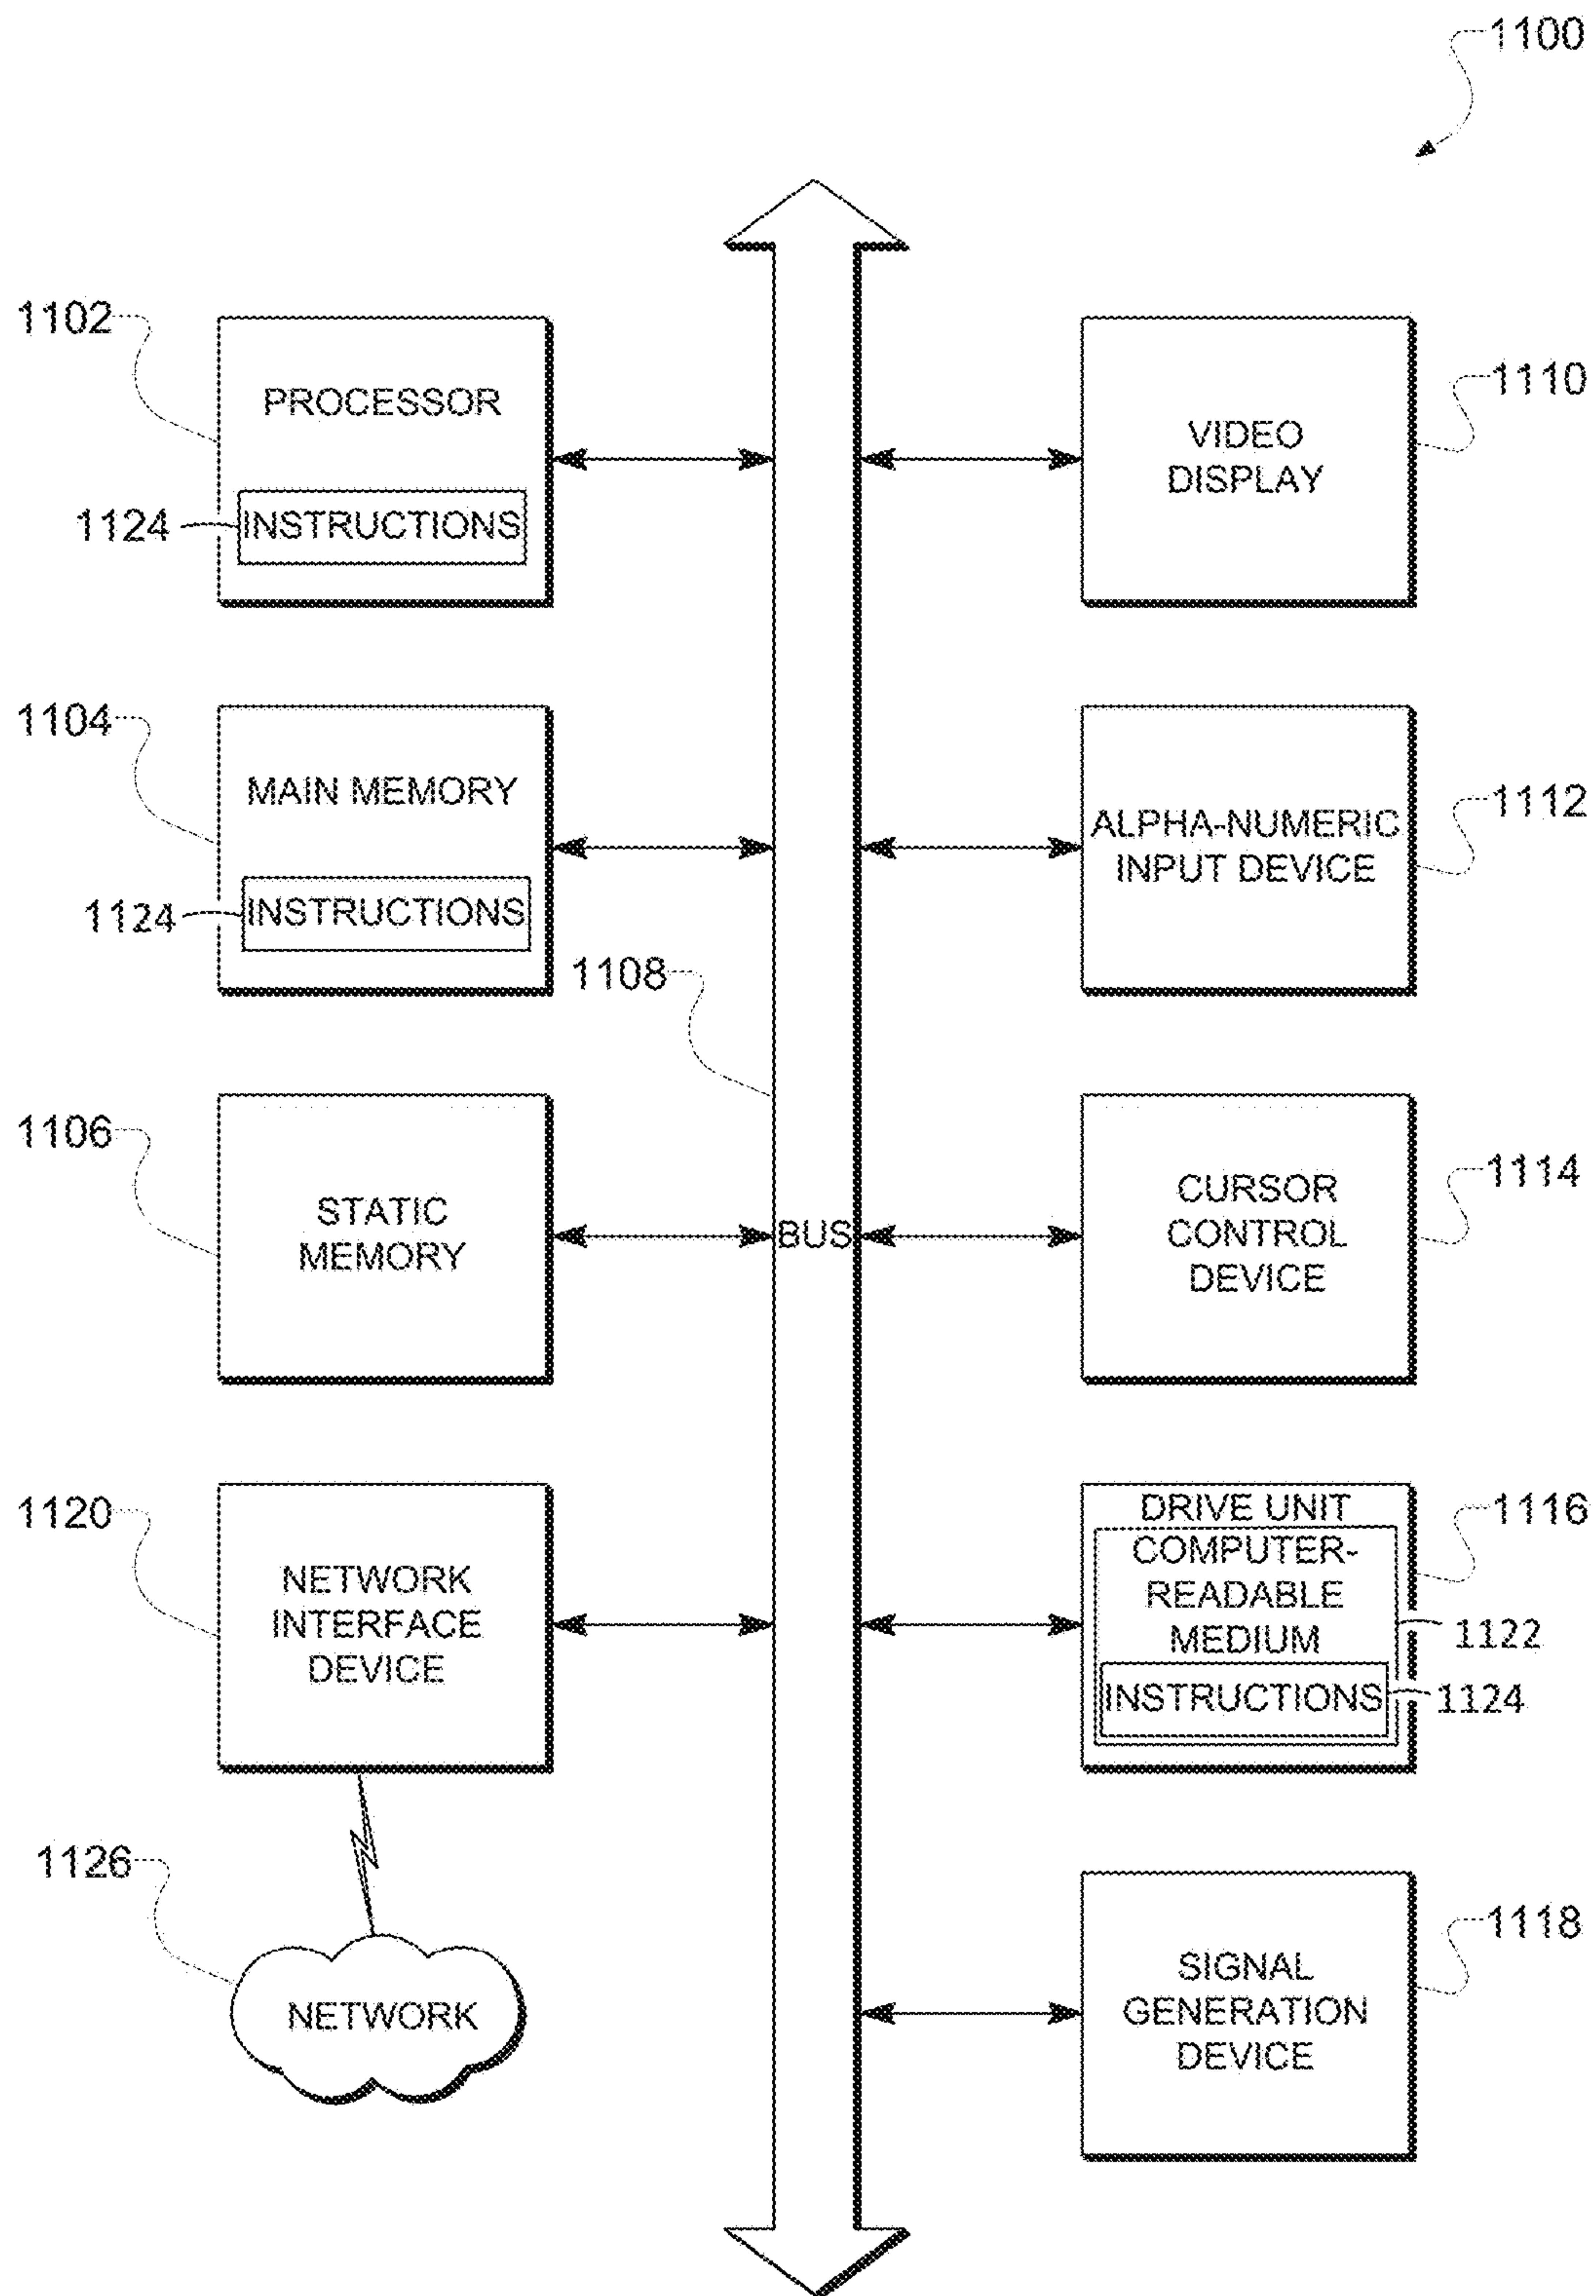 1100
1102
PROCESSOR
1124
INSTRUCTIONS
1110
VIDEO
DISPLAY
1104
MAIN MEMORY
1124
INSTRUCTIONS
1112
ALPHA-NUMERIC
INPUT DEVICE
1108
BUS
1106
STATIC
MEMORY
1114
CURSOR
CONTROL
DEVICE
1120
NETWORK
INTERFACE
DEVICE
1116
DRIVE UNIT
COMPUTER-
READABLE
MEDIUM
1122
INSTRUCTIONS
1124
1126
NETWORK
1118
SIGNAL
GENERATION
DEVICE